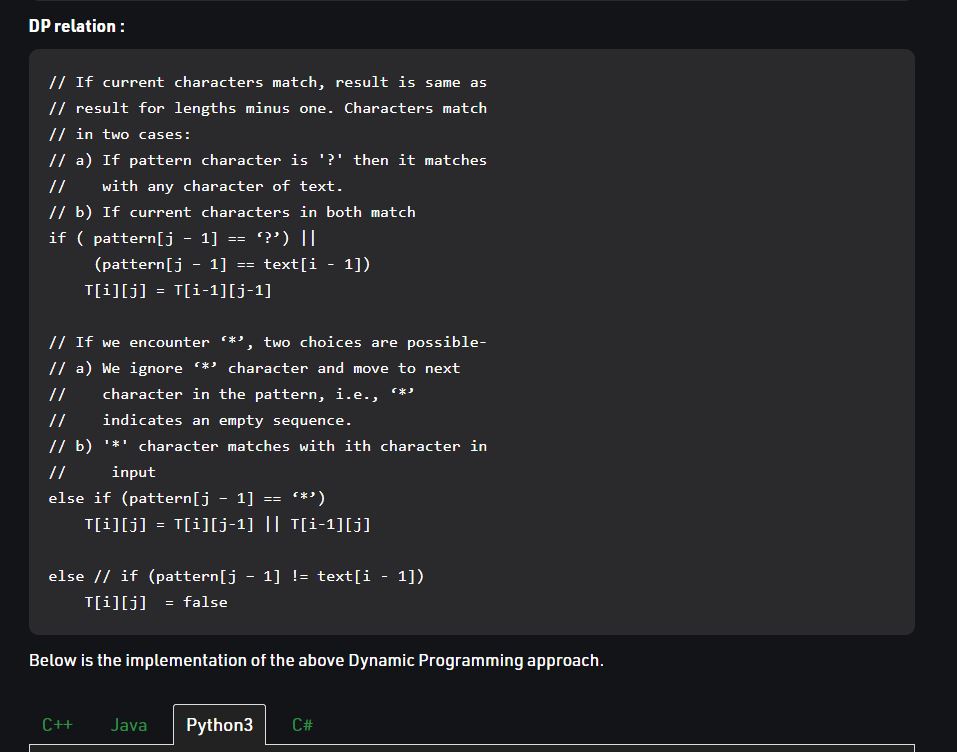 DP relation :
// If current characters match, result is same as
// result for lengths minus one. Characters match
// in two cases:
// a) If pattern character is '?' then it matches
//    with any character of text.
// b) If current characters in both match
if ( pattern[j – 1] == ‘?’) ||
     (pattern[j – 1] == text[i - 1])
    T[i][j] = T[i-1][j-1]
// If we encounter ‘*’, two choices are possible-
// a) We ignore ‘*’ character and move to next
//    character in the pattern, i.e., ‘*’
//    indicates an empty sequence.
// b) '*' character matches with ith character in
//     input
else if (pattern[j – 1] == ‘*’)
    T[i][j] = T[i][j-1] || T[i-1][j]
else // if (pattern[j – 1] != text[i - 1])
    T[i][j]  = false
Below is the implementation of the above Dynamic Programming approach.
C++ Java Python3 C#